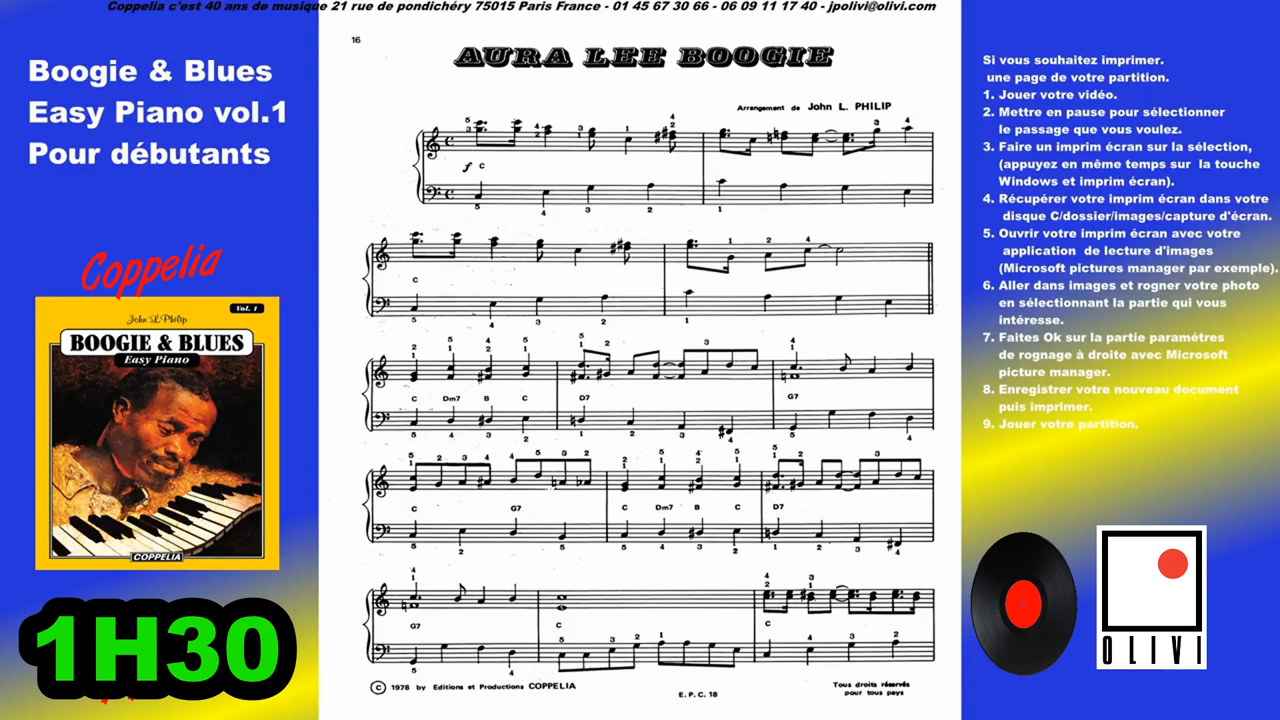 Coppelia c'est 40 ans de musique 21 rue de pondichéry 75015 Paris France - 01 45 67 30 66 - 06 09 11 17 40 - jpolivi@olivi.com
Boogie & Blues
Easy Piano vol.1
Pour débutants
Coppelia
Vol. 1
John L. Philip
BOOGIE & BLUES
Easy Piano
COPPELIA
1H30
16
AURA LEE BOOGIE
Arrangement de John L. PHILIP
f C
C
C Dm7 B C D7 G7
C G7 C Dm7 B C D7
G7 C C
© 1978 by Editions et Productions COPPELIA
E.P.C. 18
Tous droits réservés
pour tous pays
Si vous souhaitez imprimer.
une page de votre partition.
1. Jouer votre vidéo.
2. Mettre en pause pour sélectionner
le passage que vous voulez.
3. Faire un imprim écran sur la sélection,
(appuyez en même temps sur la touche
Windows et imprim écran).
4. Récupérer votre imprim écran dans votre
disque C/dossier/images/capture d'écran.
5. Ouvrir votre imprim écran avec votre
application de lecture d'images
(Microsoft pictures manager par exemple).
6. Aller dans images et rogner votre photo
en sélectionnant la partie qui vous
intéresse.
7. Faites Ok sur la partie paramétres
de rognage à droite avec Microsoft
picture manager.
8. Enregistrer votre nouveau document
puis imprimer.
9. Jouer votre partition.
OLIVI